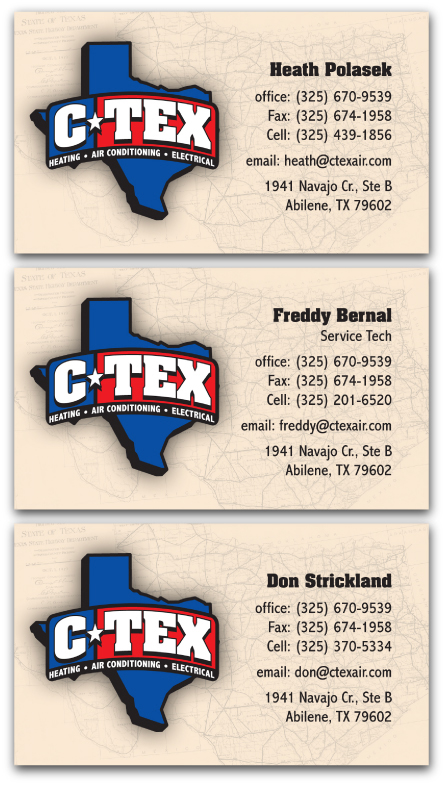 STATE OF TEXAS
C★TEX
HEATING • AIR CONDITIONING • ELECTRICAL
Heath Polasek
office: (325) 670-9539
Fax: (325) 674-1958
Cell: (325) 439-1856
email: heath@ctexair.com
1941 Navajo Cr., Ste B
Abilene, TX 79602
STATE OF TEXAS
C★TEX
HEATING • AIR CONDITIONING • ELECTRICAL
Freddy Bernal
Service Tech
office: (325) 670-9539
Fax: (325) 674-1958
Cell: (325) 201-6520
email: freddy@ctexair.com
1941 Navajo Cr., Ste B
Abilene, TX 79602
STATE OF TEXAS
C★TEX
HEATING • AIR CONDITIONING • ELECTRICAL
Don Strickland
office: (325) 670-9539
Fax: (325) 674-1958
Cell: (325) 370-5334
email: don@ctexair.com
1941 Navajo Cr., Ste B
Abilene, TX 79602